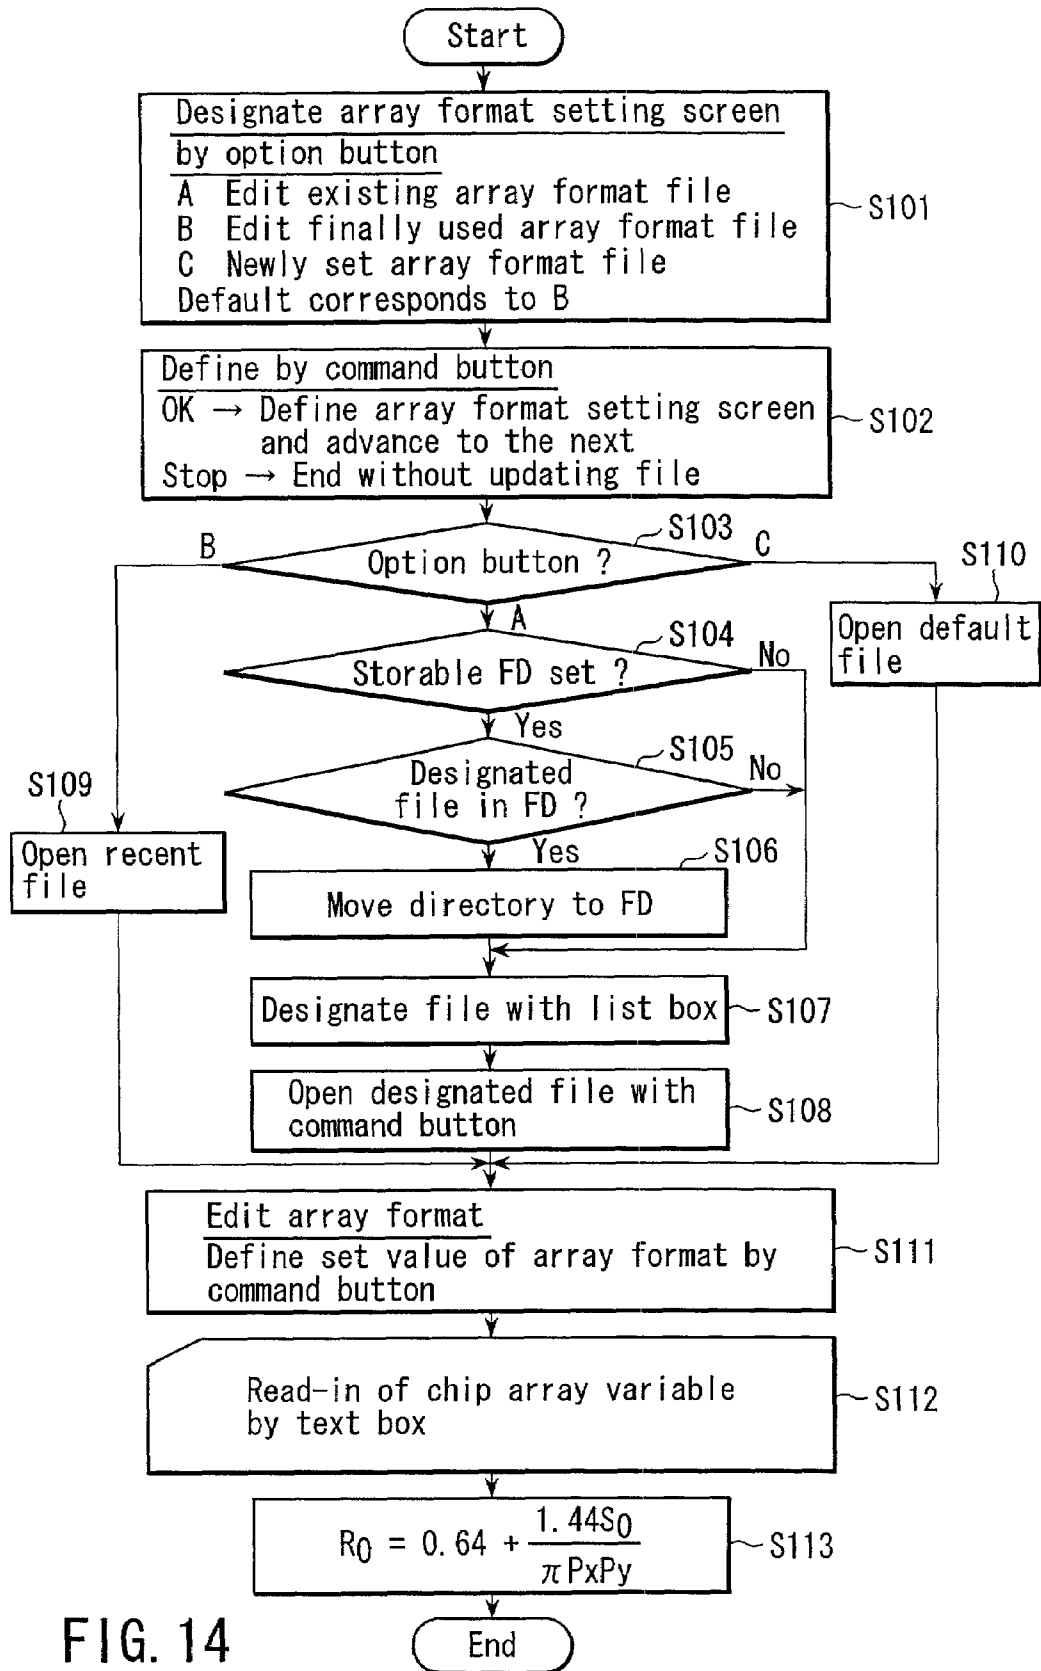 Start
Designate array format setting screen
by option button
A Edit existing array format file
B Edit finally used array format file
C Newly set array format file
Default corresponds to B
S101
Define by command button
OK → Define array format setting screen
and advance to the next
Stop → End without updating file
S102
S103
B
Option button ?
C
S110
A
Open default
file
S104
Storable FD set ?
No
Yes
S105
Designated
file in FD ?
No
S109
Yes
Open recent
file
S106
Move directory to FD
Designate file with list box
S107
Open designated file with
command button
S108
Edit array format
Define set value of array format by
command button
S111
Read-in of chip array variable
by text box
S112
R0 = 0.64 + 1.44S0 / πPxPy
S113
End
FIG. 14